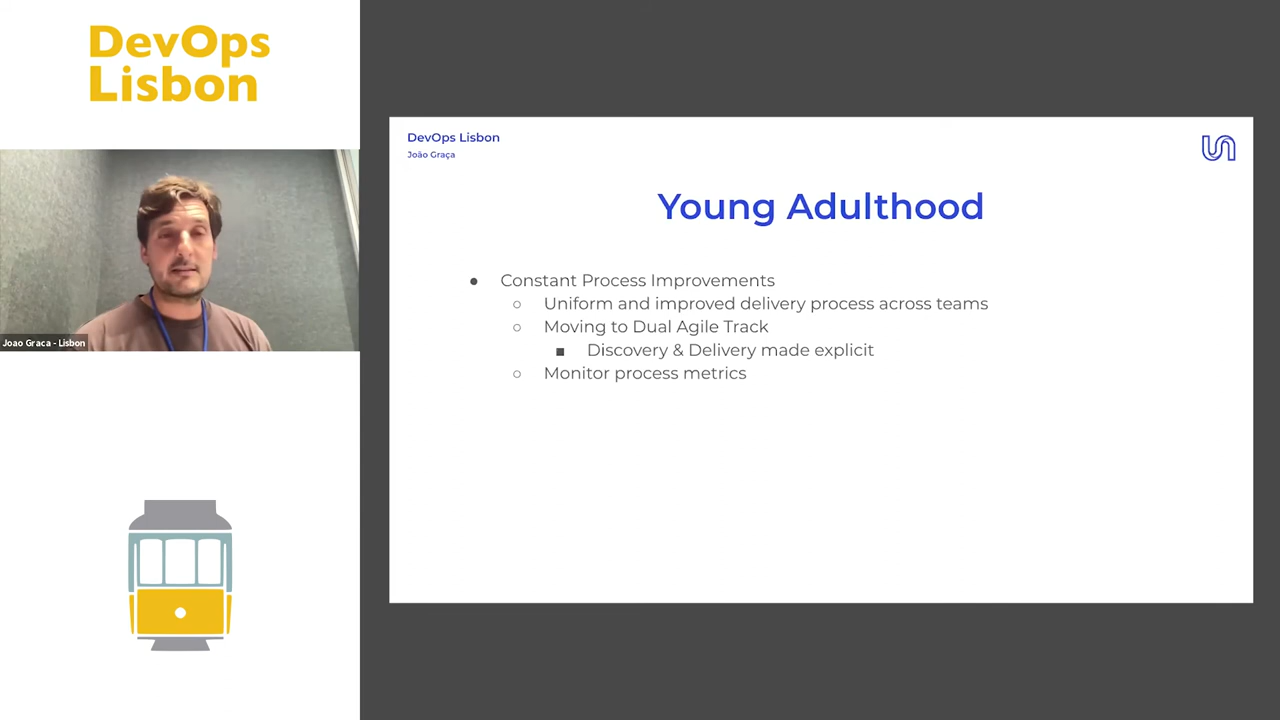 DevOps
Lisbon
Joao Graca - Lisbon
DevOps Lisbon
João Graça
Young Adulthood
● Constant Process Improvements
○ Uniform and improved delivery process across teams
○ Moving to Dual Agile Track
■ Discovery & Delivery made explicit
○ Monitor process metrics